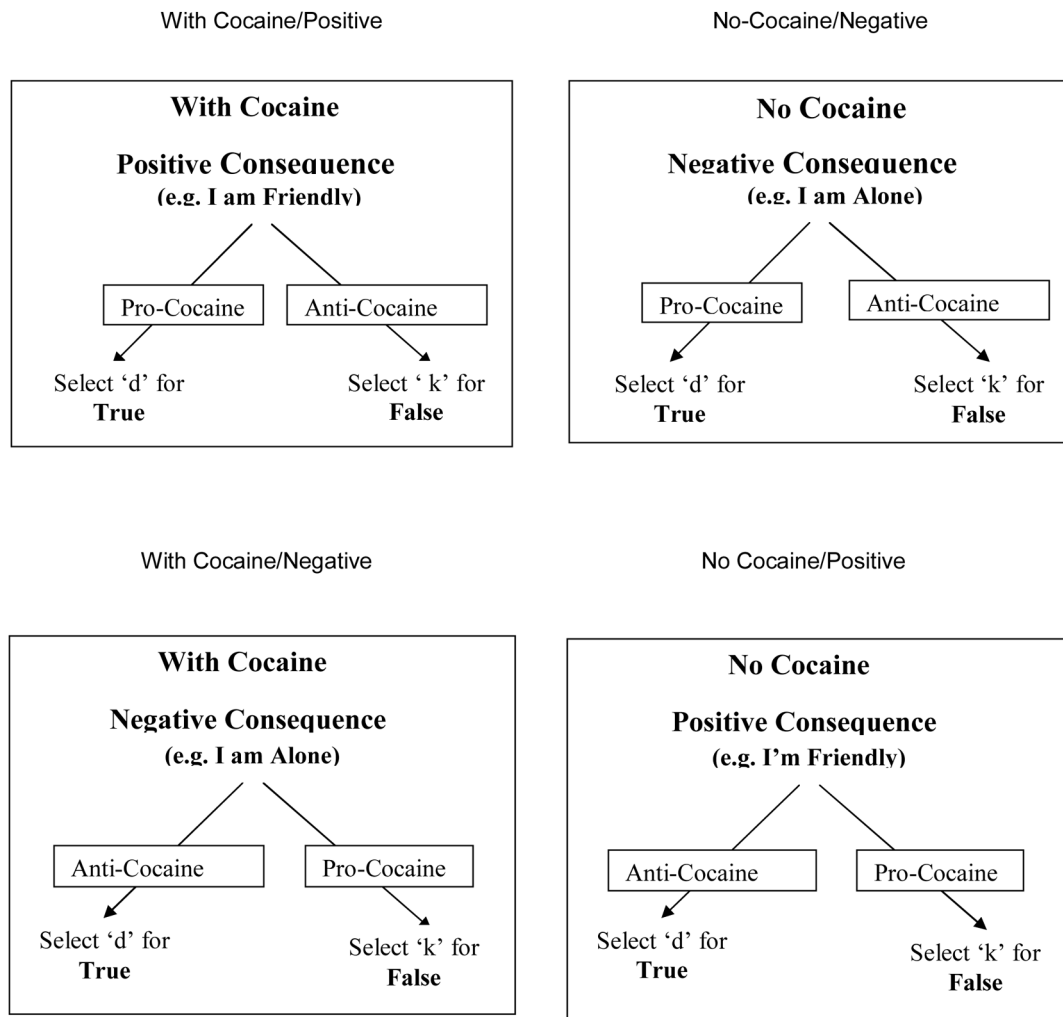 With Cocaine/Positive
With Cocaine
Positive Consequence
(e.g. I am Friendly)
Pro-Cocaine
Anti-Cocaine
Select ‘d’ for
True
Select ‘ k’ for
False
No-Cocaine/Negative
No Cocaine
Negative Consequence
(e.g. I am Alone)
Pro-Cocaine
Anti-Cocaine
Select ‘d’ for
True
Select ‘k’ for
False
With Cocaine/Negative
With Cocaine
Negative Consequence
(e.g. I am Alone)
Anti-Cocaine
Pro-Cocaine
Select ‘d’ for
True
Select ‘k’ for
False
No Cocaine/Positive
No Cocaine
Positive Consequence
(e.g. I’m Friendly)
Anti-Cocaine
Pro-Cocaine
Select ‘d’ for
True
Select ‘k’ for
False